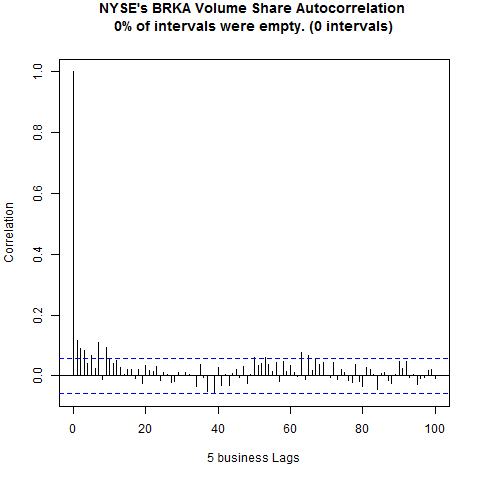 NYSE's BRKA Volume Share Autocorrelation
0% of intervals were empty. (0 intervals)
Correlation
1.0
0.8
0.6
0.4
0.2
0.0
0 20 40 60 80 100
5 business Lags